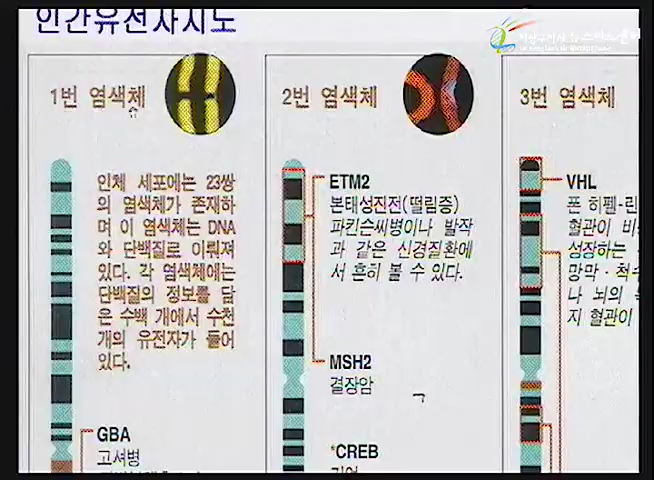 인간유전자지도
1번 염색체
인체 세포에는 23쌍
의 염색체가 존재하
며 이 염색체는 DNA
와 단백질로 이뤄져
있다. 각 염색체에는
단백질의 정보를 담
은 수백 개에서 수천
개의 유전자가 들어
있다.
GBA
고셔병
2번 염색체
ETM2
본태성진전(떨림증)
파킨슨씨병이나 발작
과 같은 신경질환에
서 흔히 볼 수 있다.
MSH2
결장암
*CREB
3번 염색체
VHL
폰 히펠-린
혈관이 비
성장하는
망막·척수
나 뇌의
지 혈관이